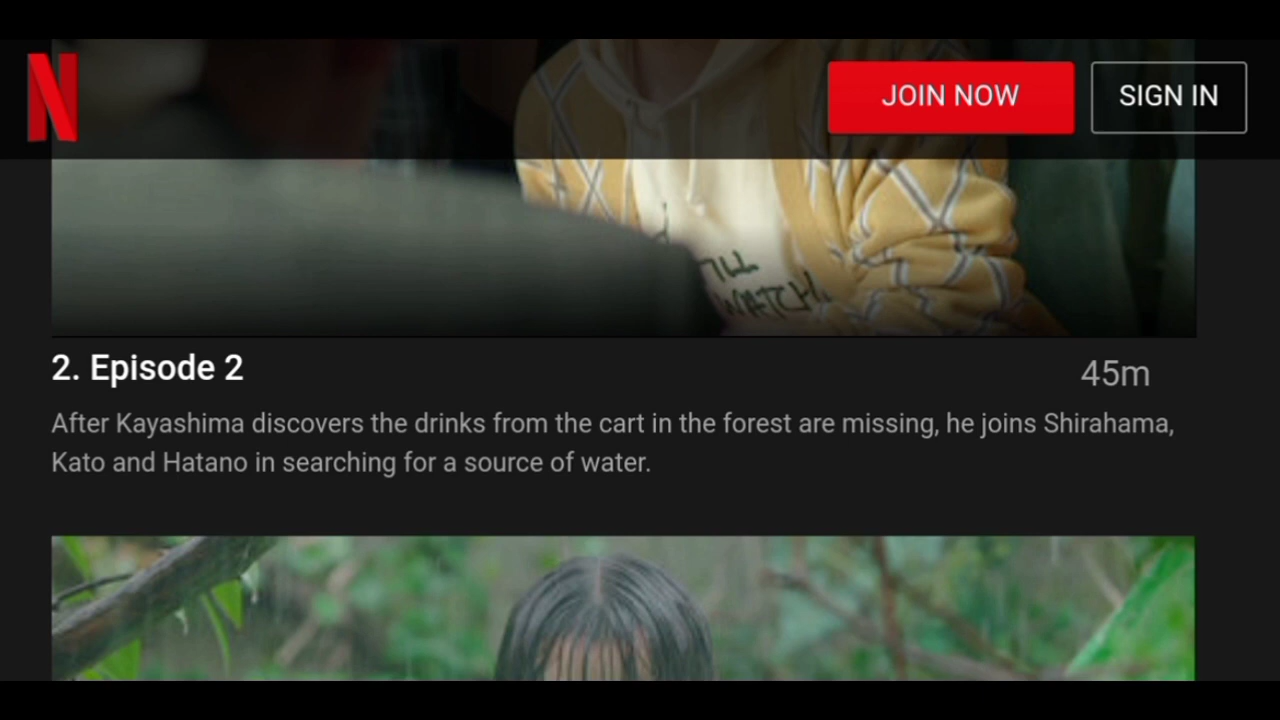 N
JOIN NOW
SIGN IN
WATCH!
2. Episode 2
45m
After Kayashima discovers the drinks from the cart in the forest are missing, he joins Shirahama,
Kato and Hatano in searching for a source of water.